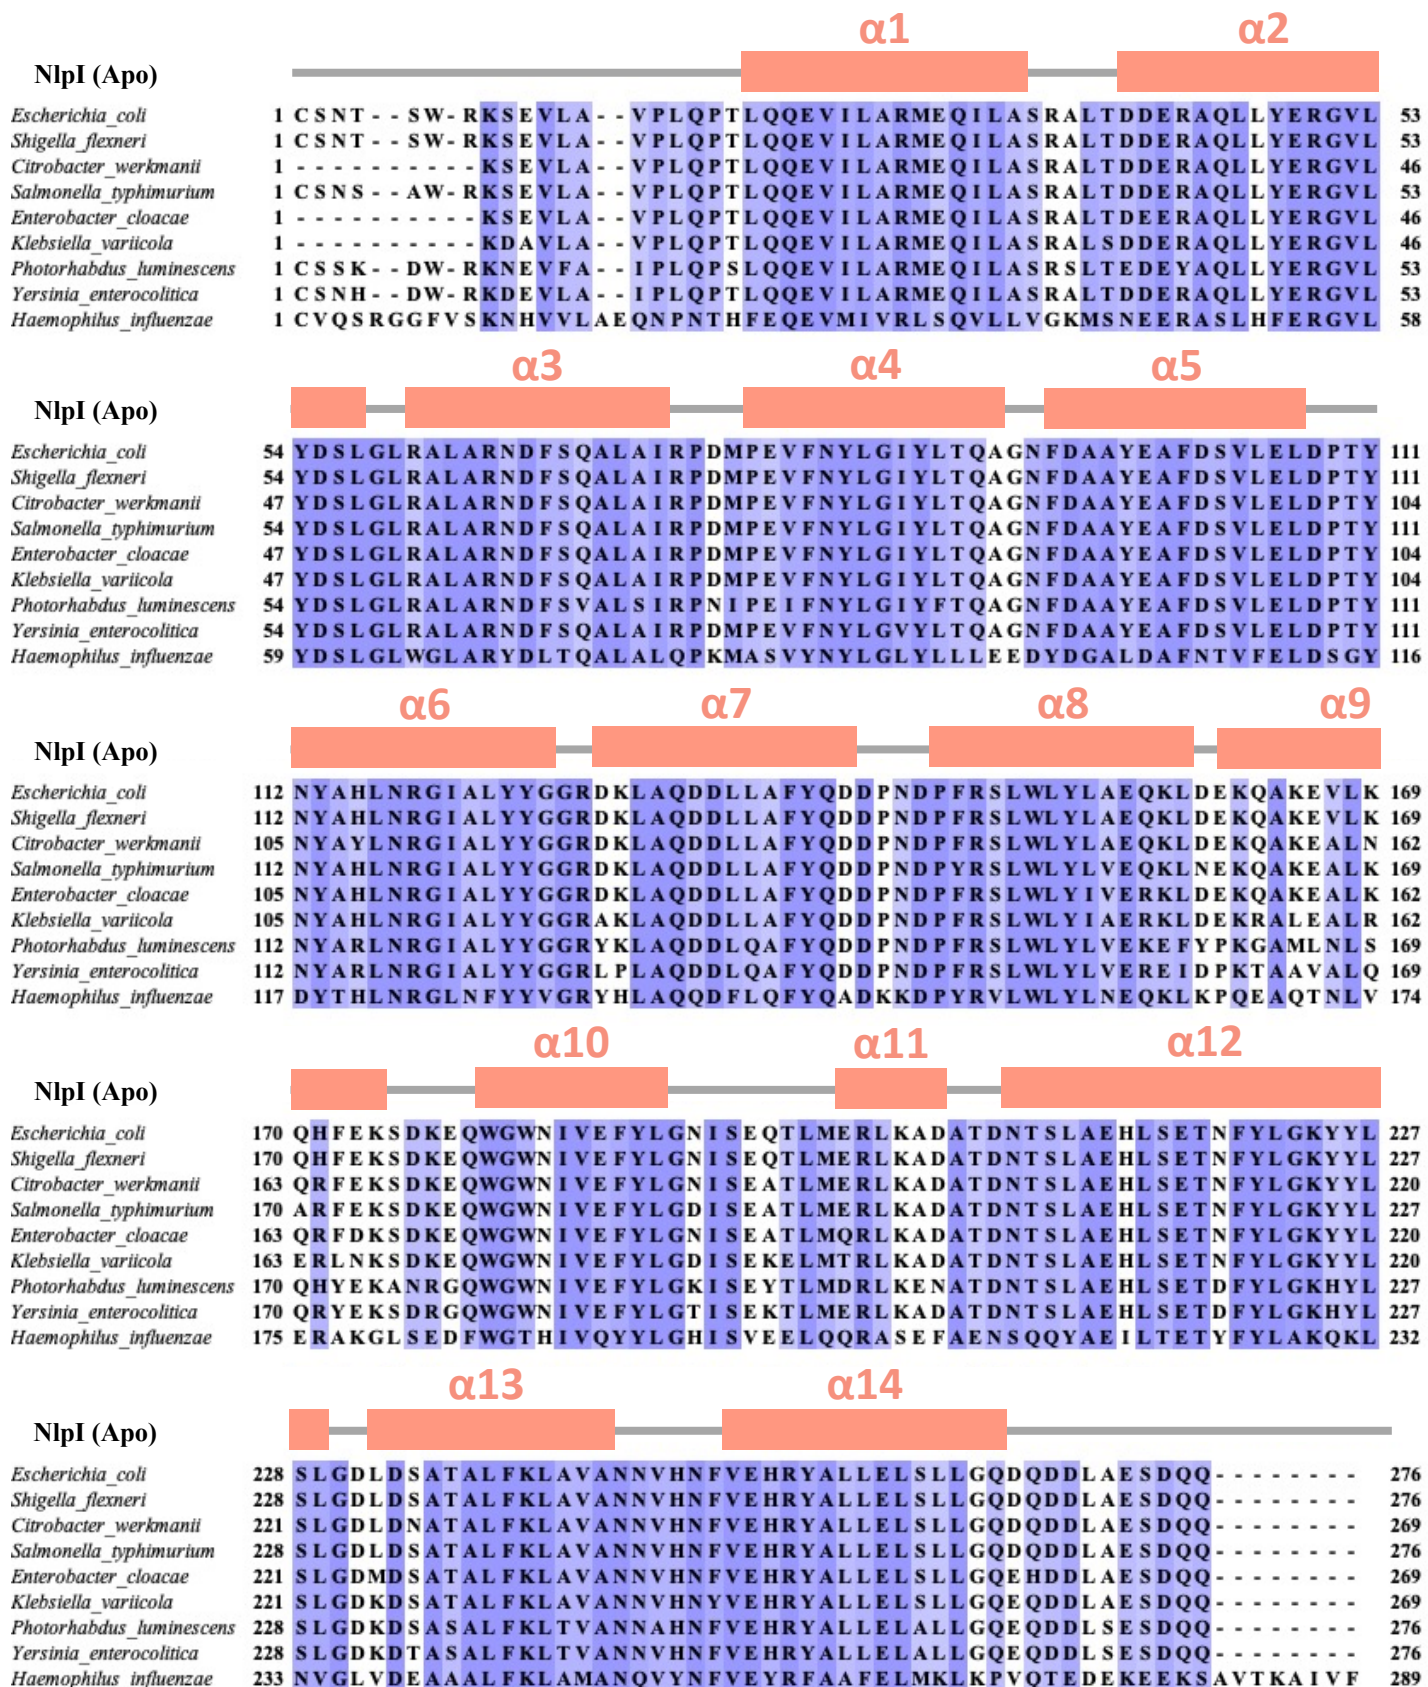 α1 α2
NlpI (Apo)
Escherichia_coli 1 CSNT--SW-RKSEVLA--VPLQPTLQQEVILARMEQILASRALTDDERAQLLYERGVL 53
Shigella_flexneri 1 CSNT--SW-RKSEVLA--VPLQPTLQQEVILARMEQILASRALTDDERAQLLYERGVL 53
Citrobacter_werkmanii 1 ----------KSEVLA--VPLQPTLQQEVILARMEQILASRALTDDERAQLLYERGVL 46
Salmonella_typhimurium 1 CSNS--AW-RKSEVLA--VPLQPTLQQEVILARMEQILASRALTDDERAQLLYERGVL 53
Enterobacter_cloacae 1 ----------KSEVLA--VPLQPTLQQEVILARMEQILASRALTDEERAQLLYERGVL 46
Klebsiella_variicola 1 ----------KDAVLA--VPLQPTLQQEVILARMEQILASRALSDDERAQLLYERGVL 46
Photorhabdus_luminescens 1 CSSK--DW-RKNEVFA--IPLQPSLQQEVILARMEQILASRSLTEDEYAQLLYERGVL 53
Yersinia_enterocolitica 1 CSNH--DW-RKDEVLA--IPLQPTLQQEVILARMEQILASRALTDDERAQLLYERGVL 53
Haemophilus_influenzae 1 CVQSRGGFVSKNHVVLAEQNPNTHFEQEVMIVRLSQVLLVGKMSNEERASLHFERGVL 58
α3 α4 α5
NlpI (Apo)
Escherichia_coli 54 YDSLGLRALARNDFSQALAIRPDMPEVFNYLGIYLTQAGNFDAAYEAFDSVLELDPTY 111
Shigella_flexneri 54 YDSLGLRALARNDFSQALAIRPDMPEVFNYLGIYLTQAGNFDAAYEAFDSVLELDPTY 111
Citrobacter_werkmanii 47 YDSLGLRALARNDFSQALAIRPDMPEVFNYLGIYLTQAGNFDAAYEAFDSVLELDPTY 104
Salmonella_typhimurium 54 YDSLGLRALARNDFSQALAIRPDMPEVFNYLGIYLTQAGNFDAAYEAFDSVLELDPTY 111
Enterobacter_cloacae 47 YDSLGLRALARNDFSQALAIRPDMPEVFNYLGIYLTQAGNFDAAYEAFDSVLELDPTY 104
Klebsiella_variicola 47 YDSLGLRALARNDFSQALAIRPDMPEVFNYLGIYLTQAGNFDAAYEAFDSVLELDPTY 104
Photorhabdus_luminescens 54 YDSLGLRALARNDFSVALSIRPNIPEIFNYLGIYFTQAGNFDAAYEAFDSVLELDPTY 111
Yersinia_enterocolitica 54 YDSLGLRALARNDFSQALAIRPDMPEVFNYLGVYLTQAGNFDAAYEAFDSVLELDPTY 111
Haemophilus_influenzae 59 YDSLGLWGLARYDLTQALALQPKMASVYNYLGLYLLLEEDYDGALDAFNTVFELDSGY 116
α6 α7 α8 α9
NlpI (Apo)
Escherichia_coli 112 NYAHLNRGIALYYGGRDKLAQDDLLAFYQDDPNDPFRSLWLYLAEQKLDEKQAKEVLK 169
Shigella_flexneri 112 NYAHLNRGIALYYGGRDKLAQDDLLAFYQDDPNDPFRSLWLYLAEQKLDEKQAKEVLK 169
Citrobacter_werkmanii 105 NYAYLNRGIALYYGGRDKLAQDDLLAFYQDDPNDPFRSLWLYLAEQKLDEKQAKEALN 162
Salmonella_typhimurium 112 NYAHLNRGIALYYGGRDKLAQDDLLAFYQDDPNDPYRSLWLYLVEQKLNEKQAKEALK 169
Enterobacter_cloacae 105 NYAHLNRGIALYYGGRDKLAQDDLLAFYQDDPNDPFRSLWLYIVERKLDEKQAKEALK 162
Klebsiella_variicola 105 NYAHLNRGIALYYGGRAKLAQDDLLAFYQDDPNDPFRSLWLYIAERKLDEKRALEALR 162
Photorhabdus_luminescens 112 NYARLNRGIALYYGGRYKLAQDDLQAFYQDDPNDPFRSLWLYLVEKEFYPKGAMLNLS 169
Yersinia_enterocolitica 112 NYARLNRGIALYYGGRLPLAQDDLQAFYQDDPNDPFRSLWLYLVEREIDPKTAAVALQ 169
Haemophilus_influenzae 117 DYTHLNRGLNFYYVGRYHLAQQDFLQFYQADKKDPYRVLWLYLNEQKLKPQEAQTNLV 174
α10 α11 α12
NlpI (Apo)
Escherichia_coli 170 QHFEKSDKEQWGWNIVEFYLGNISEQTLMERLKADATDNTSLAEHLSETNFYLGKYYL 227
Shigella_flexneri 170 QHFEKSDKEQWGWNIVEFYLGNISEQTLMERLKADATDNTSLAEHLSETNFYLGKYYL 227
Citrobacter_werkmanii 163 QRFEKSDKEQWGWNIVEFYLGNISEATLMERLKADATDNTSLAEHLSETNFYLGKYYL 220
Salmonella_typhimurium 170 ARFEKSDKEQWGWNIVEFYLGDISEATLMERLKADATDNTSLAEHLSETNFYLGKYYL 227
Enterobacter_cloacae 163 QRFDKSDKEQWGWNIVEFYLGNISEATLMQRLKADATDNTSLAEHLSETNFYLGKYYL 220
Klebsiella_variicola 163 ERLNKSDKEQWGWNIVEFYLGDISEKELMTRLKADATDNTSLAEHLSETNFYLGKYYL 220
Photorhabdus_luminescens 170 QHYEKANRGQWGWNIVEFYLGKISEYTLMDRLKENATDNTSLAEHLSETDFYLGKHYL 227
Yersinia_enterocolitica 170 QRYEKSDRGQWGWNIVEFYLGTISEKTLMERLKADATDNTSLAEHLSETDFYLGKHYL 227
Haemophilus_influenzae 175 ERAKGLSEDFWGTHIVQYYLGHISVEELQQRASEFAENSQQYAEILTETYFYLAKQKL 232
α13 α14
NlpI (Apo)
Escherichia_coli 228 SLGDLDSATALFKLAVANNVHNFVEHRYALLELSLLGQDQDDLAESDQQ-------- 276
Shigella_flexneri 228 SLGDLDSATALFKLAVANNVHNFVEHRYALLELSLLGQDQDDLAESDQQ-------- 276
Citrobacter_werkmanii 221 SLGDLDNATALFKLAVANNVHNFVEHRYALLELSLLGQDQDDLAESDQQ-------- 269
Salmonella_typhimurium 228 SLGDLDSATALFKLAVANNVHNFVEHRYALLELSLLGQDQDDLAESDQQ-------- 276
Enterobacter_cloacae 221 SLGDMDSATALFKLAVANNVHNFVEHRYALLELSLLGQEHDDLAESDQQ-------- 269
Klebsiella_variicola 221 SLGDKDSATALFKLAVANNVHNYVEHRYALLELSLLGQEQDDLAESDQQ-------- 269
Photorhabdus_luminescens 228 SLGDKDSASALFKLTVANNAHNFVEHRYALLELALLGQEQDDLSESDQQ-------- 276
Yersinia_enterocolitica 228 SLGDKDTASALFKLTVANNVHNFVEHRYALLELALLGQEQDDLSESDQQ-------- 276
Haemophilus_influenzae 233 NVGLVDEAAALFKLAMANQVYNFVEYRFAAFELMKLKPVQTEDEKEEKSAVTKAIVF 289